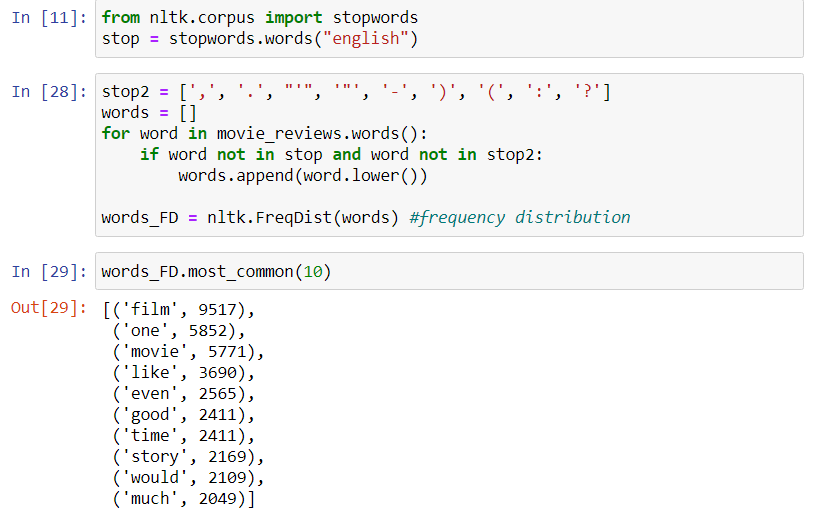 In [11]: from nltk.corpus import stopwords
stop = stopwords.words("english")
In [28]: stop2 = [',', '.', "'", '"', '-', ')', '(', ':', '?']
words = []
for word in movie_reviews.words():
    if word not in stop and word not in stop2:
        words.append(word.lower())
words_FD = nltk.FreqDist(words) #frequency distribution
In [29]: words_FD.most_common(10)
Out[29]: [('film', 9517),
('one', 5852),
('movie', 5771),
('like', 3690),
('even', 2565),
('good', 2411),
('time', 2411),
('story', 2169),
('would', 2109),
('much', 2049)]